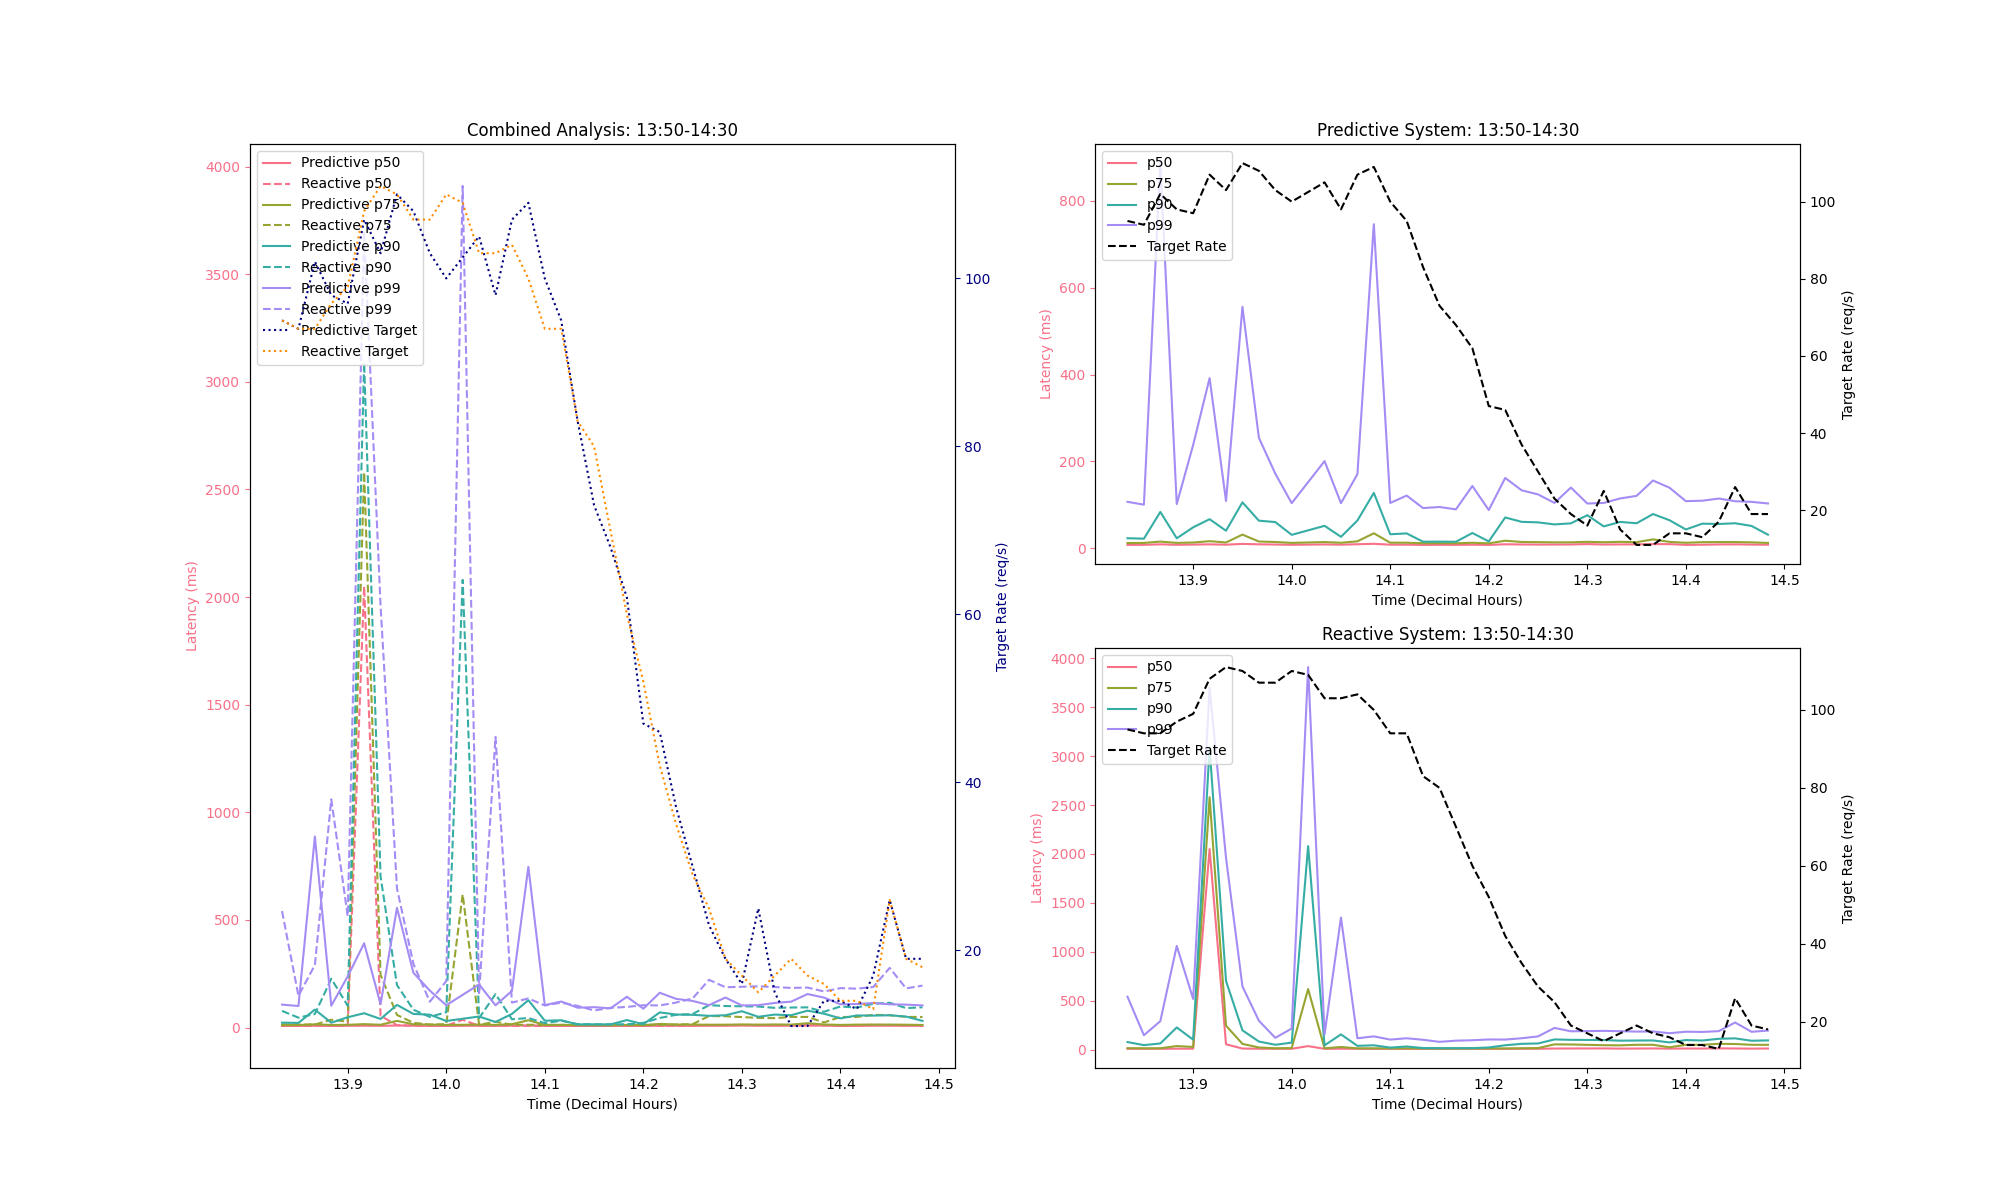 Combined Analysis: 13:50-14:30
Predictive p50
Reactive p50
Predictive p75
Reactive p75
Predictive p90
Reactive p90
Predictive p99
Reactive p99
Predictive Target
Reactive Target
4000
3500
3000
2500
2000
1500
1000
500
0
Latency (ms)
100
80
60
40
20
Target Rate (req/s)
13.9 14.0 14.1 14.2 14.3 14.4 14.5
Time (Decimal Hours)
Predictive System: 13:50-14:30
p50
p75
p90
p99
Target Rate
800
600
400
200
0
Latency (ms)
100
80
60
40
20
Target Rate (req/s)
13.9 14.0 14.1 14.2 14.3 14.4 14.5
Time (Decimal Hours)
Reactive System: 13:50-14:30
p50
p75
p90
p99
Target Rate
4000
3500
3000
2500
2000
1500
1000
500
0
Latency (ms)
100
80
60
40
20
Target Rate (req/s)
13.9 14.0 14.1 14.2 14.3 14.4 14.5
Time (Decimal Hours)